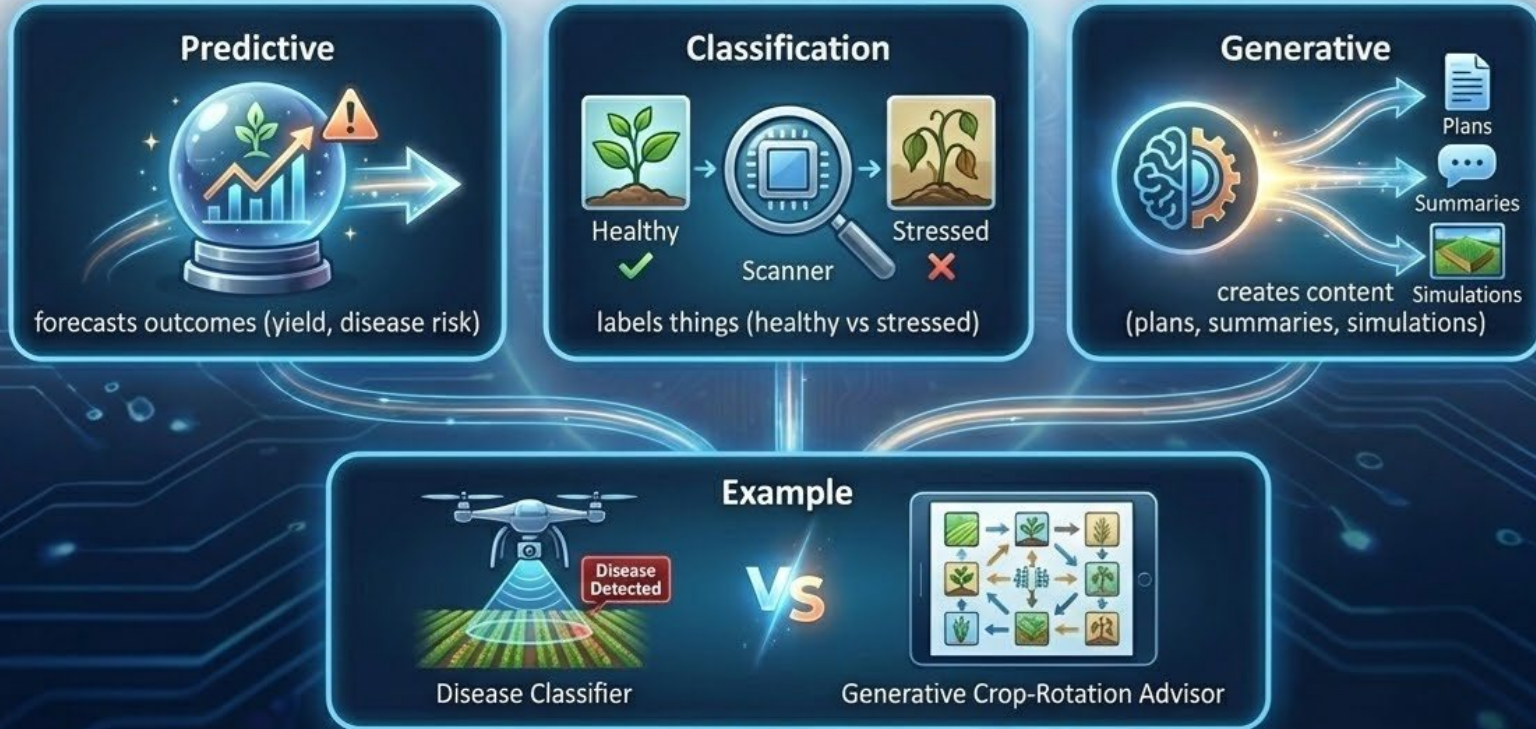 Predictive
forecasts outcomes (yield, disease risk)
Classification
Healthy
Scanner
Stressed
labels things (healthy vs stressed)
Generative
Plans
Summaries
Simulations
creates content
(plans, summaries, simulations)
Example
Disease
Detected
VS
Disease Classifier
Generative Crop-Rotation Advisor